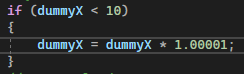 if (dummyX < 10)
{
dummyX = dummyX * 1.00001;
}